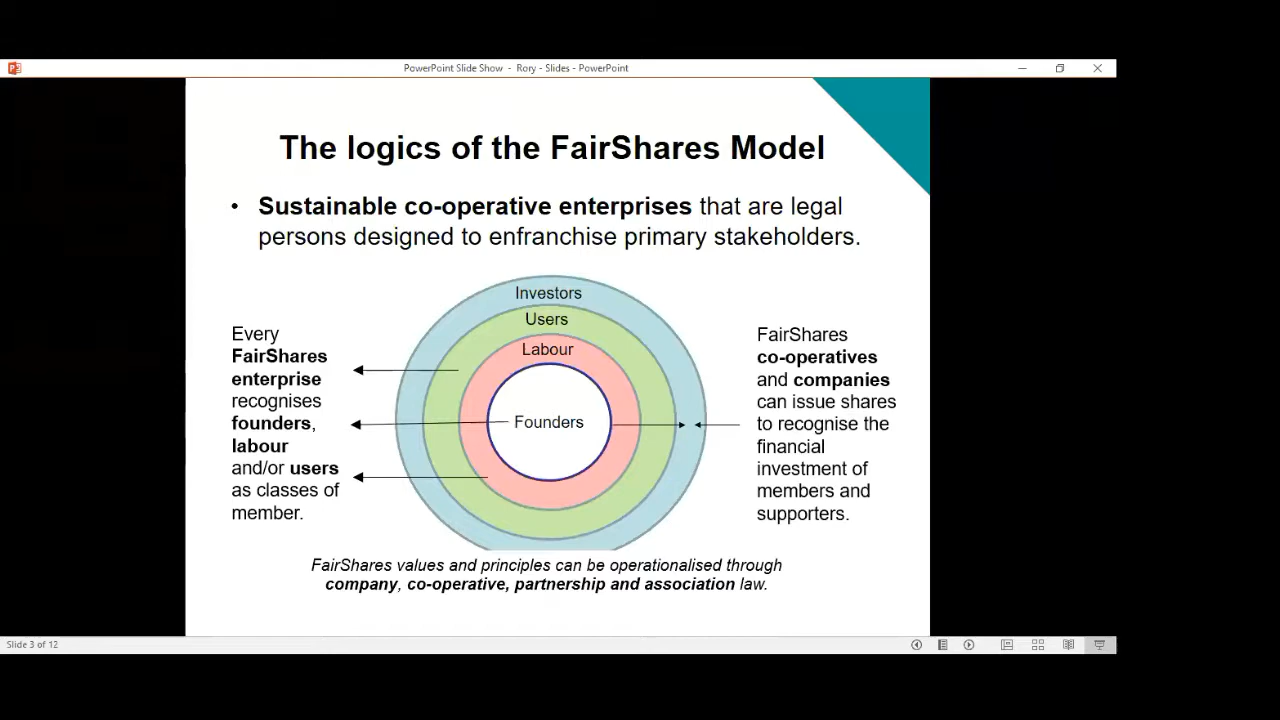 PowerPoint Slide Show - Rory - Slides - PowerPoint
The logics of the FairShares Model
• Sustainable co-operative enterprises that are legal
persons designed to enfranchise primary stakeholders.
Every
FairShares
enterprise
recognises
founders,
labour
and/or users
as classes of
member.
Investors
Users
Labour
Founders
FairShares
co-operatives
and companies
can issue shares
to recognise the
financial
investment of
members and
supporters.
FairShares values and principles can be operationalised through
company, co-operative, partnership and association law.
Slide 3 of 12